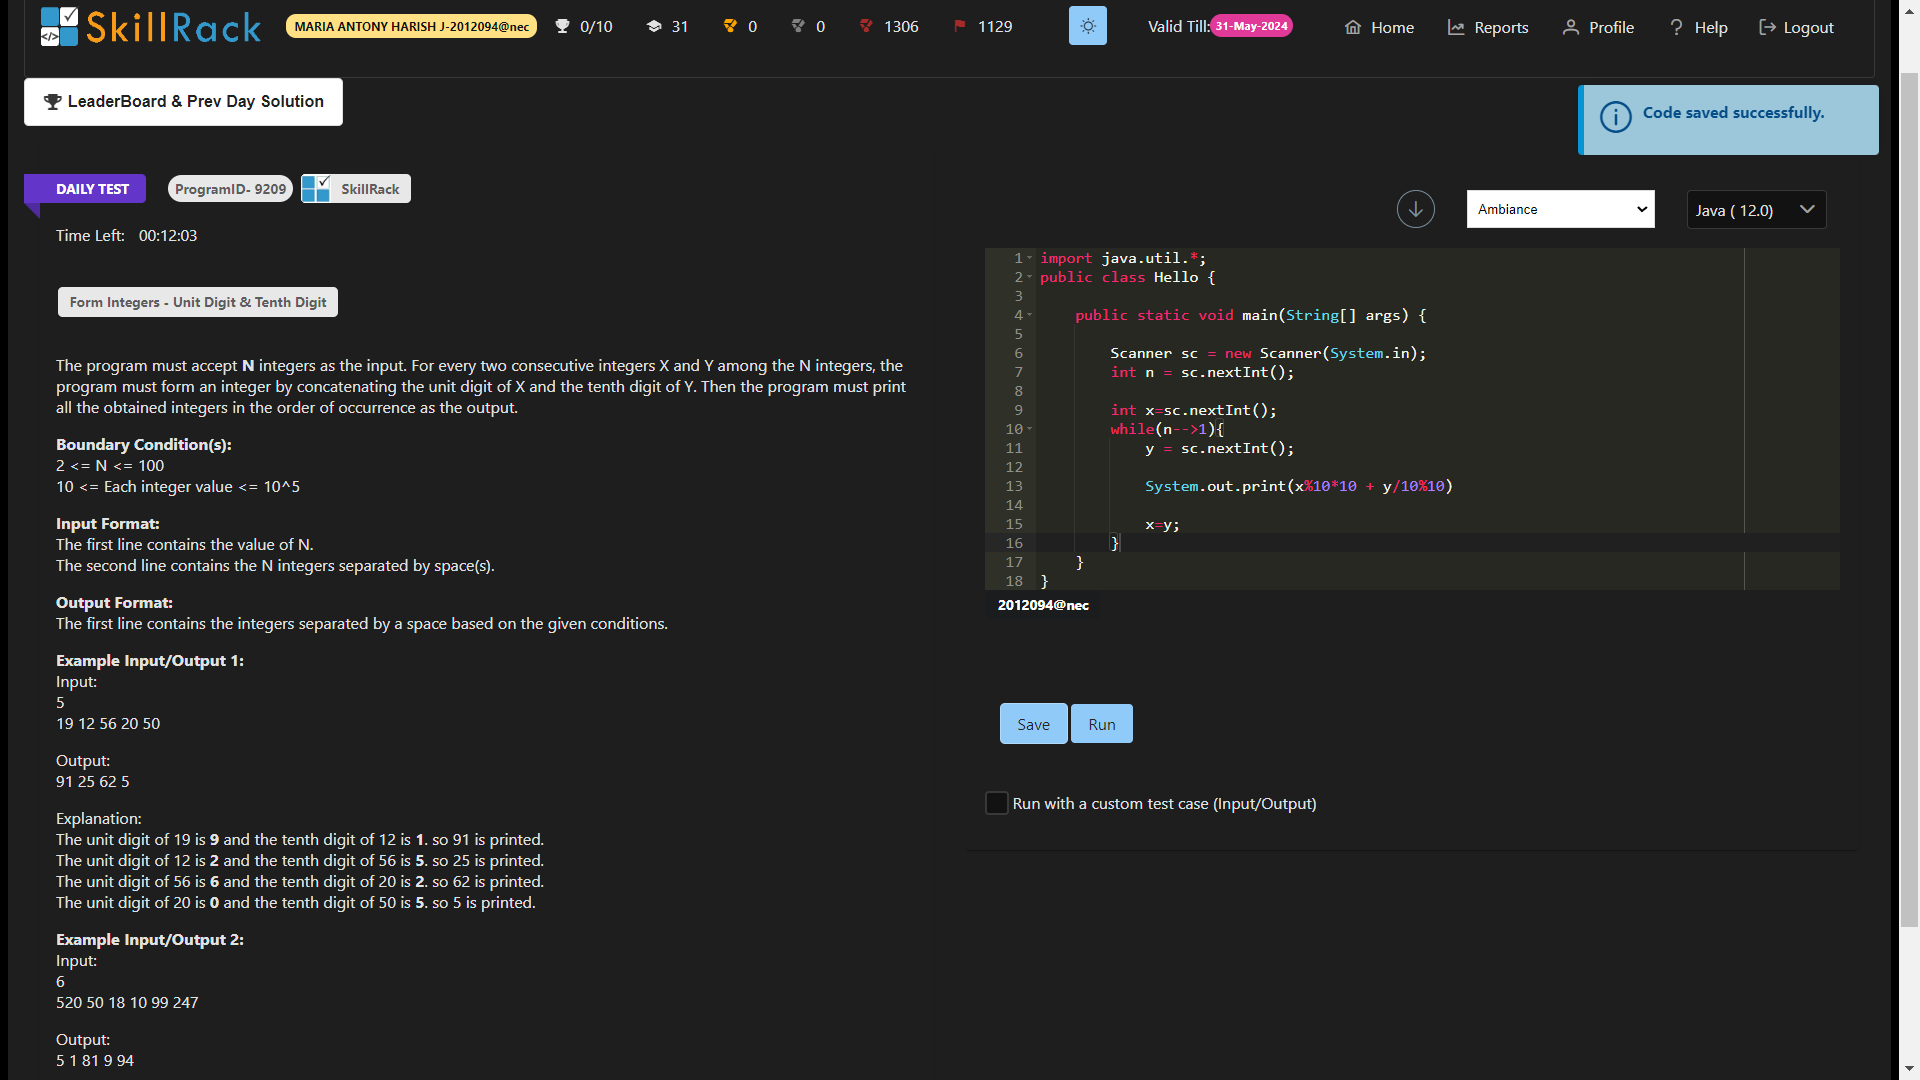 SkillRack
MARIA ANTONY HARISH J-2012094@nec
0/10
31
0
0
1306
1129
Valid Till: 31-May-2024
Home
Reports
Profile
? Help
Logout
LeaderBoard & Prev Day Solution
Code saved successfully.
DAILY TEST
ProgramID- 9209
SkillRack
Ambiance
Java ( 12.0)
Time Left: 00:12:03
Form Integers - Unit Digit & Tenth Digit
The program must accept N integers as the input. For every two consecutive integers X and Y among the N integers, the
program must form an integer by concatenating the unit digit of X and the tenth digit of Y. Then the program must print
all the obtained integers in the order of occurrence as the output.
Boundary Condition(s):
2 <= N <= 100
10 <= Each integer value <= 10^5
Input Format:
The first line contains the value of N.
The second line contains the N integers separated by space(s).
Output Format:
The first line contains the integers separated by a space based on the given conditions.
Example Input/Output 1:
Input:
5
19 12 56 20 50
Output:
91 25 62 5
Explanation:
The unit digit of 19 is 9 and the tenth digit of 12 is 1. so 91 is printed.
The unit digit of 12 is 2 and the tenth digit of 56 is 5. so 25 is printed.
The unit digit of 56 is 6 and the tenth digit of 20 is 2. so 62 is printed.
The unit digit of 20 is 0 and the tenth digit of 50 is 5. so 5 is printed.
Example Input/Output 2:
Input:
6
520 50 18 10 99 247
Output:
5 1 81 9 94
1 import java.util.*;
2 public class Hello {
3
4 public static void main(String[] args) {
5
6 Scanner sc = new Scanner(System.in);
7 int n = sc.nextInt();
8
9 int x=sc.nextInt();
10 while(n-->1){
11 y = sc.nextInt();
12
13 System.out.print(x%10*10 + y/10%10)
14
15 x=y;
16 }
17 }
18 }
2012094@nec
Save
Run
Run with a custom test case (Input/Output)